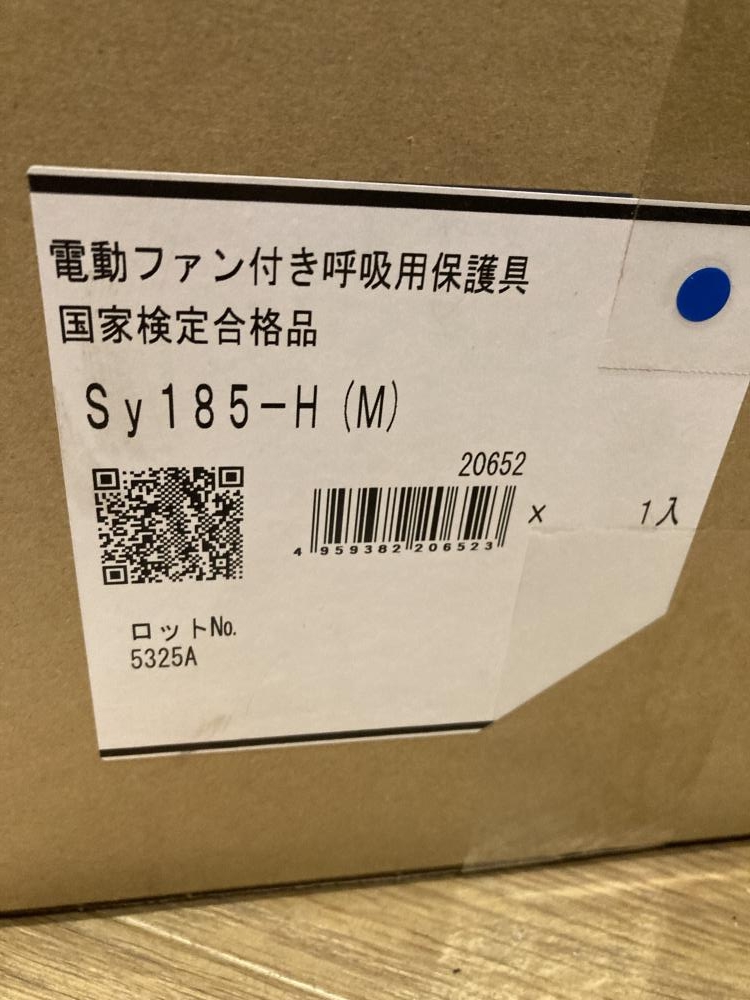 電動ファン付き呼吸用保護具
国家検定合格品
Sy185-H(M)
20652
4 959382 206523
× 1入
ロットNo.
5325A